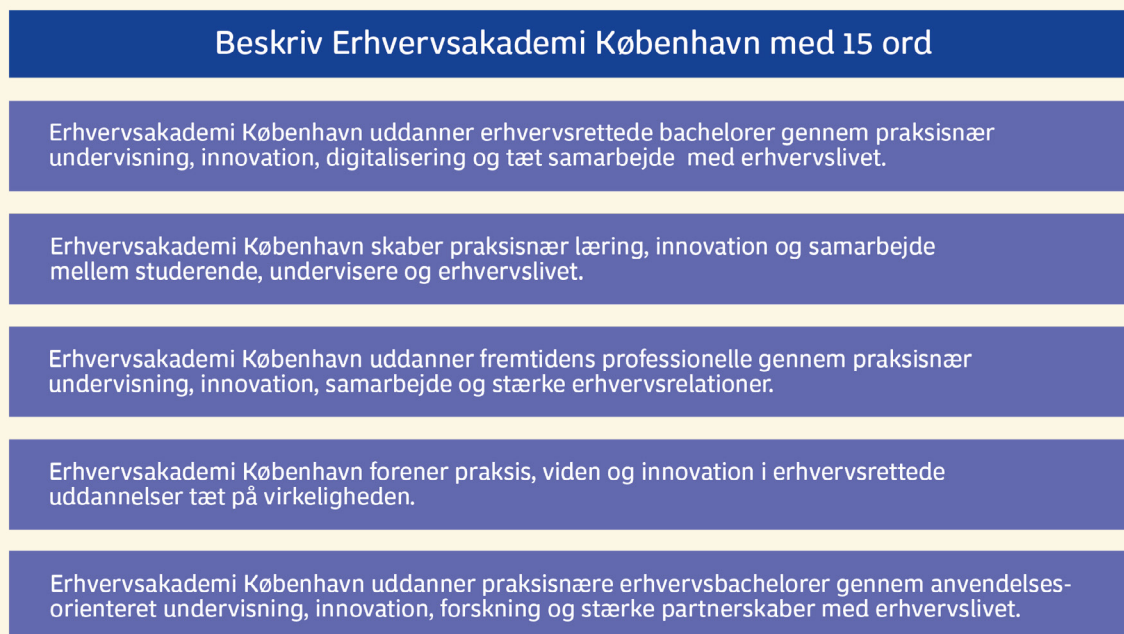 Beskriv Erhvervsakademi København med 15 ord
Erhvervsakademi København uddanner erhvervsrettede bachelorer gennem praksisnær
undervisning, innovation, digitalisering og tæt samarbejde  med erhvervslivet.
Erhvervsakademi København skaber praksisnær læring, innovation og samarbejde
mellem studerende, undervisere og erhvervslivet.
Erhvervsakademi København uddanner fremtidens professionelle gennem praksisnær
undervisning, innovation, samarbejde og stærke erhvervsrelationer.
Erhvervsakademi København forener praksis, viden og innovation i erhvervsrettede
uddannelser tæt på virkeligheden.
Erhvervsakademi København uddanner praksisnære erhvervsbachelorer gennem anvendelses-
orienteret undervisning, innovation, forskning og stærke partnerskaber med erhvervslivet.